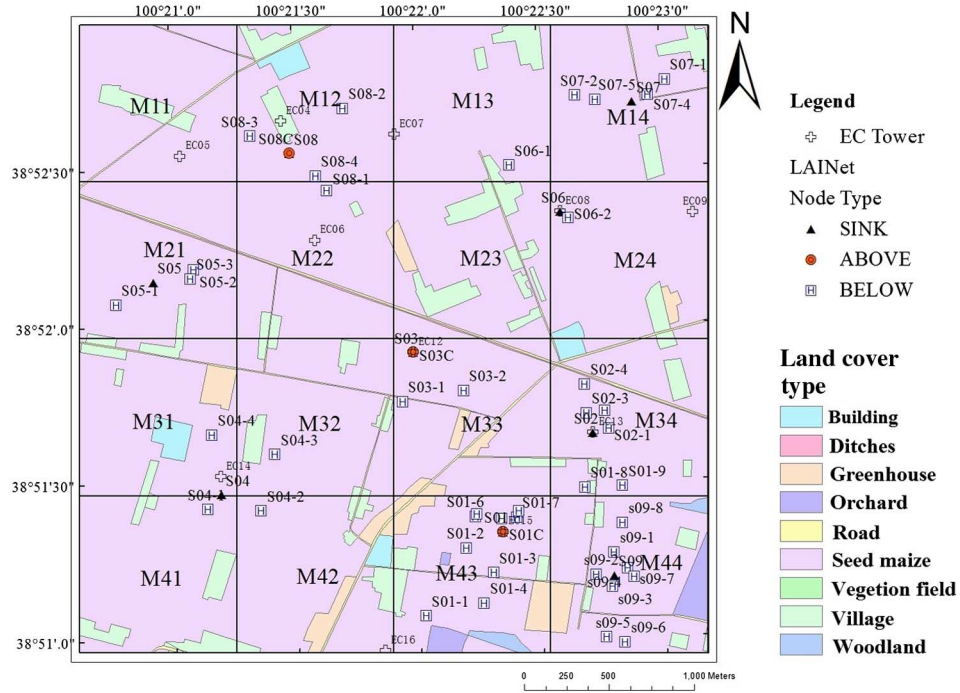 100°21.0" 100°21.5" 100°22.0" 100°22.5" 100°23.0"
N
S07-1
S07-2 S07-5 S07
S07-4
M11 M12 M13 M14
S08-2
EC04
S08-3
EC07
S08C S08
EC05
S08-4
S06-1
38°52'30"
S08-1
S06 EC08 EC09
S06-2
EC06
M21 M22 M23 M24
S05 S05-3
S05-2
S05-1
38°52'0"
S03 EC12
S03C
S02-4
S03-1 S03-2
S02-3
M31 M32 M33 M34
S04-4
S02 EC13
S02-1
S04-3
EC14
S04
S01-8 S01-9
38°51'30"
S04-2
S01-6 S01-7
s09-8
EC15
S01-2 S01C
s09-1
S01-3
s09-2 S09
M41 M42 M43 M44
s09-7
S01-4
s09-3
S01-1
s09-5 s09-6
EC16
38°51'0"
0 250 500 1,000 Meters
Legend
EC Tower
LAINet
Node Type
SINK
ABOVE
BELOW
Land cover
type
Building
Ditches
Greenhouse
Orchard
Road
Seed maize
Vegetion field
Village
Woodland